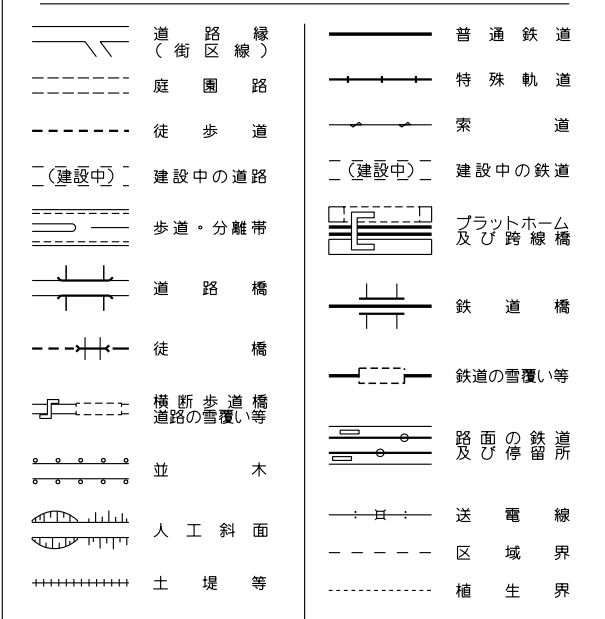 道路縁
(街区線)
庭園路
徒歩道
(建設中) 建設中の道路
歩道・分離帯
道路橋
徒橋
横断歩道橋
道路の雪覆い等
並木
人工斜面
土堤等
普通鉄道
特殊軌道
索道
(建設中) 建設中の鉄道
プラットホーム
及び跨線橋
鉄道橋
鉄道の雪覆い等
路面の鉄道
及び停留所
送電線
区域界
植生界